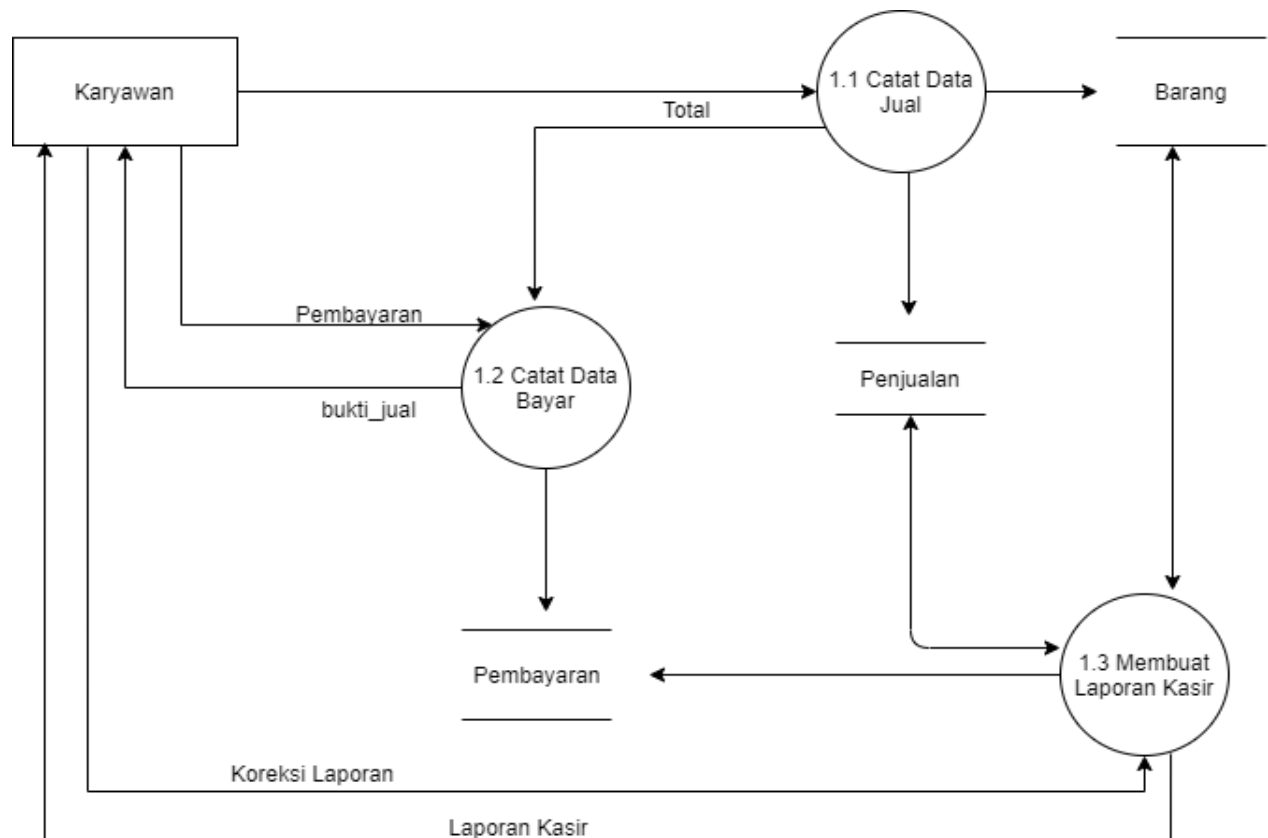 Karyawan
1.1 Catat Data
Jual
Barang
Total
Pembayaran
1.2 Catat Data
Bayar
Penjualan
bukti_jual
Pembayaran
1.3 Membuat
Laporan Kasir
Koreksi Laporan
Laporan Kasir